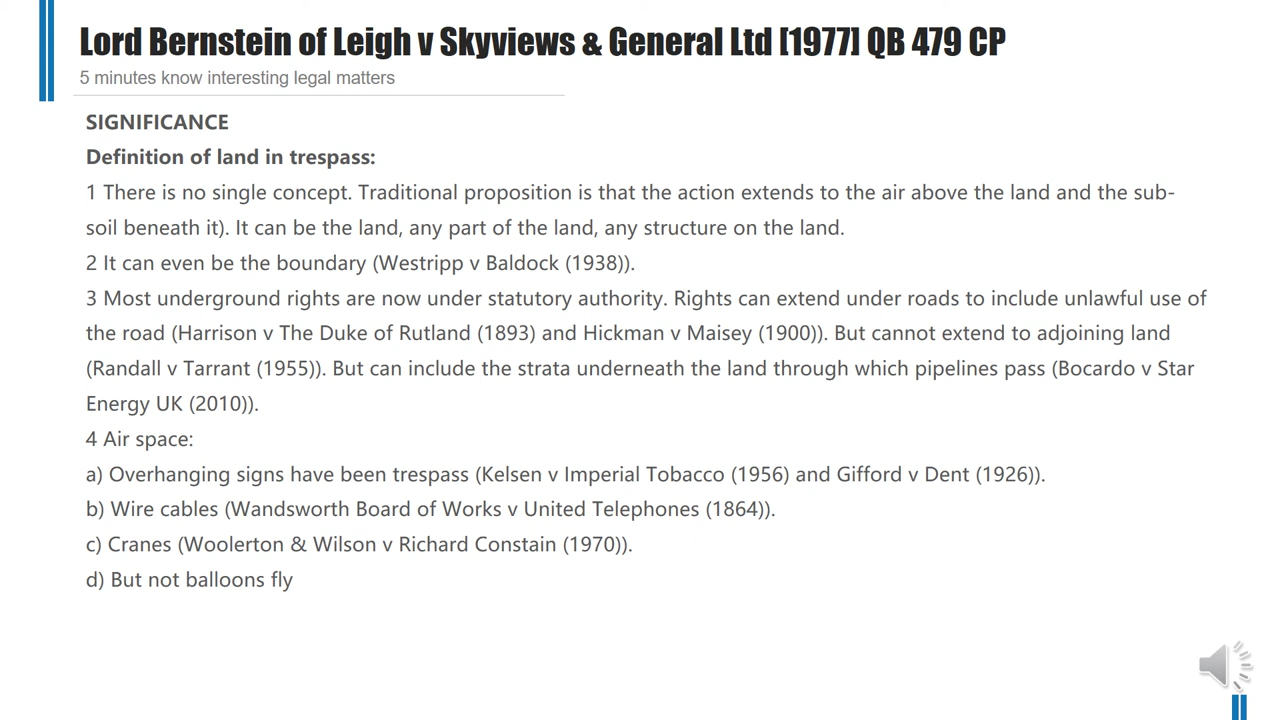 Lord Bernstein of Leigh v Skyviews & General Ltd [1977] QB 479 CP
5 minutes know interesting legal matters
SIGNIFICANCE
Definition of land in trespass:
1 There is no single concept. Traditional proposition is that the action extends to the air above the land and the sub-
soil beneath it). It can be the land, any part of the land, any structure on the land.
2 It can even be the boundary (Westripp v Baldock (1938)).
3 Most underground rights are now under statutory authority. Rights can extend under roads to include unlawful use of
the road (Harrison v The Duke of Rutland (1893) and Hickman v Maisey (1900)). But cannot extend to adjoining land
(Randall v Tarrant (1955)). But can include the strata underneath the land through which pipelines pass (Bocardo v Star
Energy UK (2010)).
4 Air space:
a) Overhanging signs have been trespass (Kelsen v Imperial Tobacco (1956) and Gifford v Dent (1926)).
b) Wire cables (Wandsworth Board of Works v United Telephones (1864)).
c) Cranes (Woolerton & Wilson v Richard Constain (1970)).
d) But not balloons fly